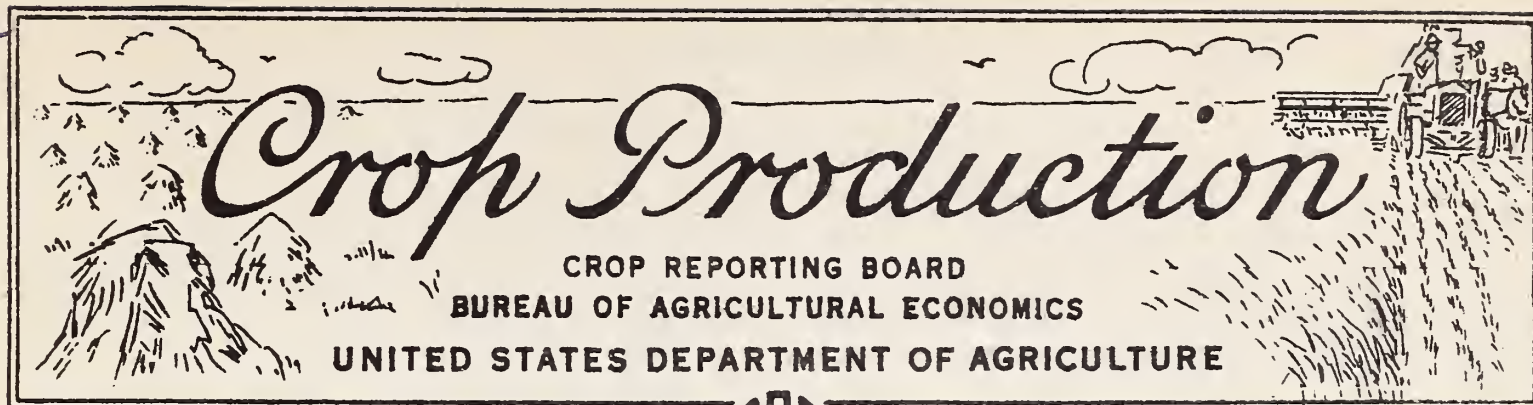 Crop Production
CROP REPORTING BOARD
BUREAU OF AGRICULTURAL ECONOMICS
UNITED STATES DEPARTMENT OF AGRICULTURE